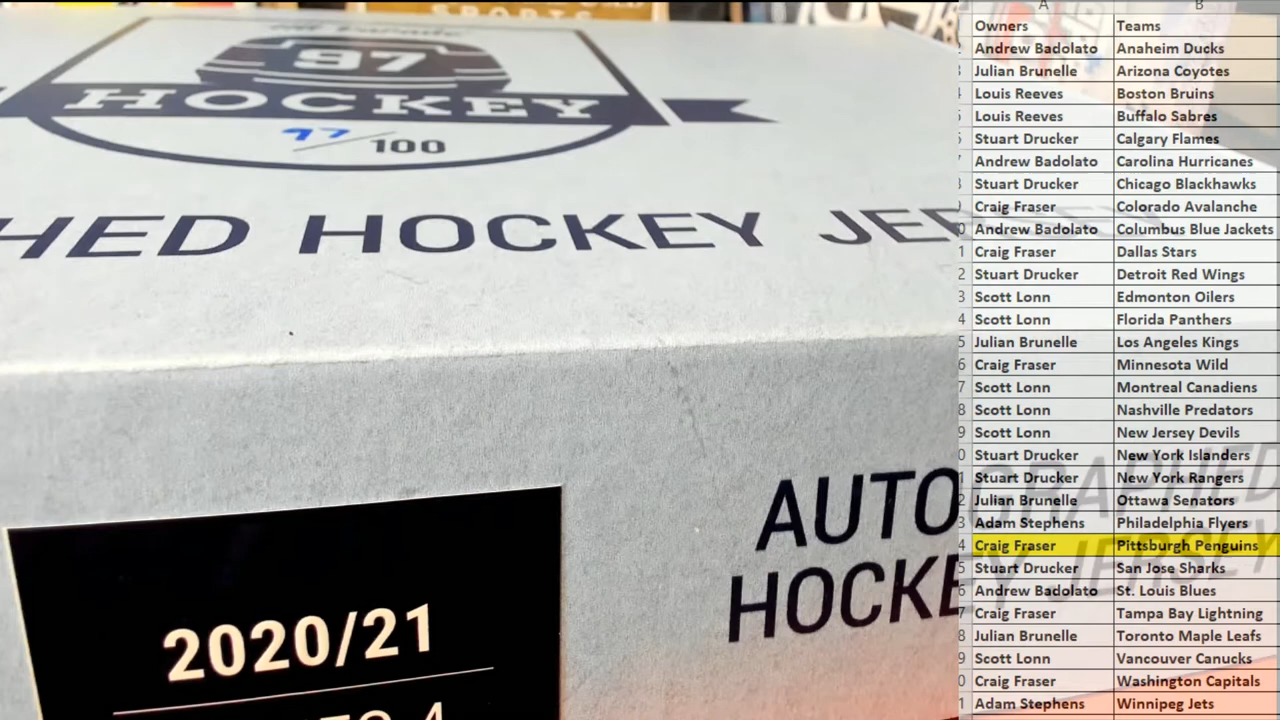 SPORTS
97
HOCKEY
97/100
HED HOCKEY JERSEY
AUTOGRAPHED
HOCKEY JERSEY
2020/21
A B
Owners Teams
Andrew Badolato Anaheim Ducks
Julian Brunelle Arizona Coyotes
Louis Reeves Boston Bruins
Louis Reeves Buffalo Sabres
Stuart Drucker Calgary Flames
Andrew Badolato Carolina Hurricanes
Stuart Drucker Chicago Blackhawks
Craig Fraser Colorado Avalanche
Andrew Badolato Columbus Blue Jackets
Craig Fraser Dallas Stars
Stuart Drucker Detroit Red Wings
Scott Lonn Edmonton Oilers
Scott Lonn Florida Panthers
Julian Brunelle Los Angeles Kings
Craig Fraser Minnesota Wild
Scott Lonn Montreal Canadiens
Scott Lonn Nashville Predators
Scott Lonn New Jersey Devils
Stuart Drucker New York Islanders
Stuart Drucker New York Rangers
Julian Brunelle Ottawa Senators
Adam Stephens Philadelphia Flyers
Craig Fraser Pittsburgh Penguins
Stuart Drucker San Jose Sharks
Andrew Badolato St. Louis Blues
Craig Fraser Tampa Bay Lightning
Julian Brunelle Toronto Maple Leafs
Scott Lonn Vancouver Canucks
Craig Fraser Washington Capitals
Adam Stephens Winnipeg Jets